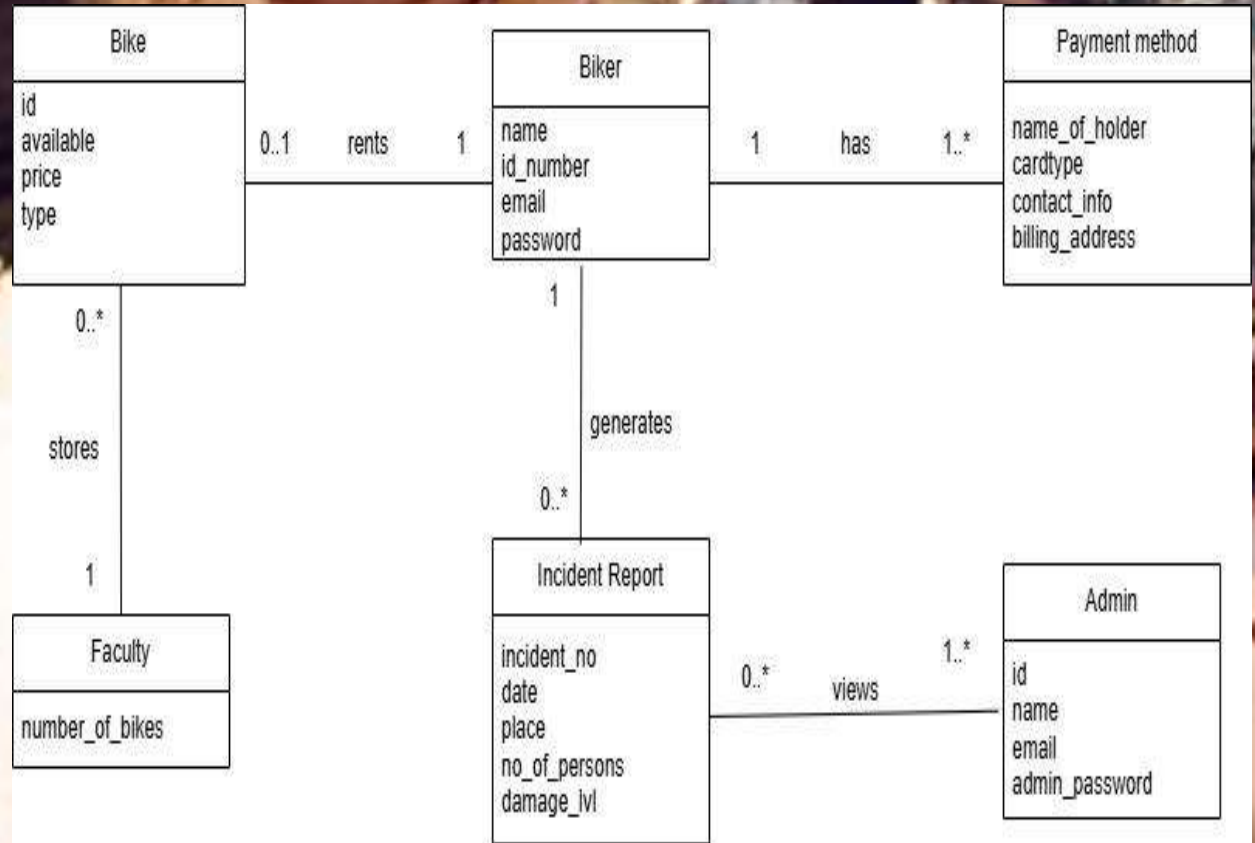 Bike
id
available
price
type
0..1 rents 1
Biker
name
id_number
email
password
1 has 1..*
Payment method
name_of_holder
cardtype
contact_info
billing_address
0..*
stores
1
Faculty
number_of_bikes
1
generates
0..*
Incident Report
incident_no
date
place
no_of_persons
damage_lvl
0..* views 1..*
Admin
id
name
email
admin_password